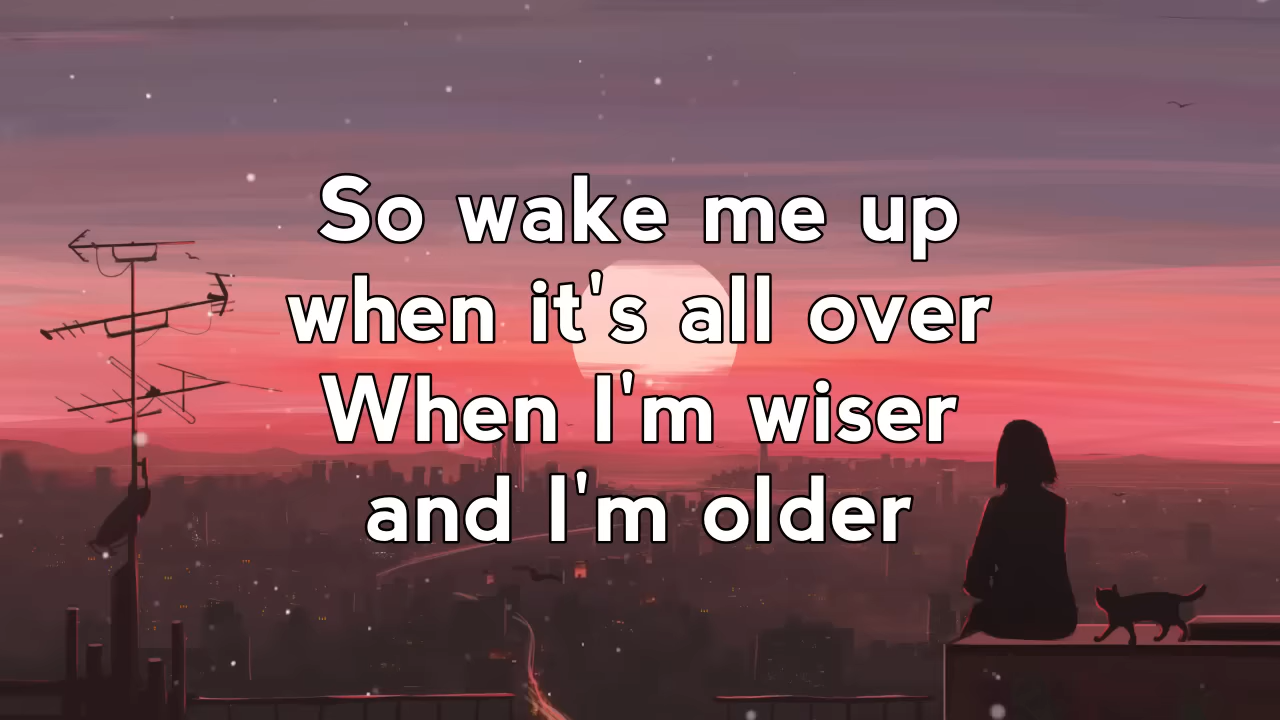 So wake me up
when it's all over
When I'm wiser
and I'm older